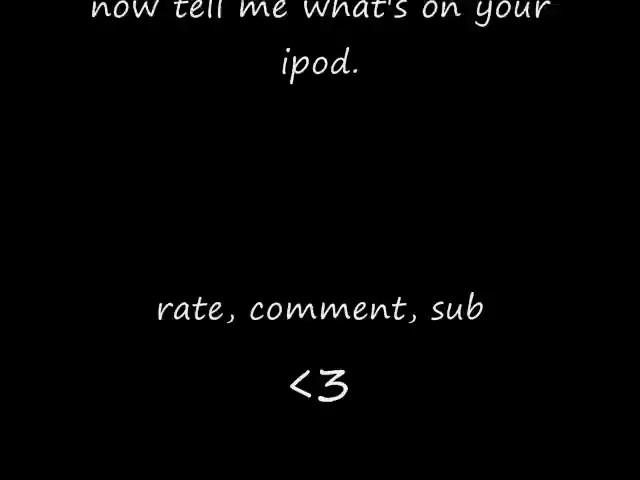 now tell me what's on your
ipod.
rate, comment, sub
<3